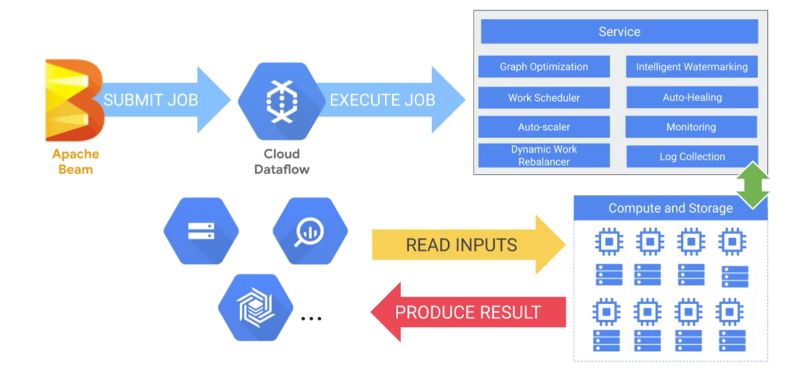 SUBMIT JOB
EXECUTE JOB
Apache
Beam
Cloud
Dataflow
Service
Graph Optimization
Intelligent Watermarking
Work Scheduler
Auto-Healing
Auto-scaler
Monitoring
Dynamic Work
Rebalancer
Log Collection
Compute and Storage
READ INPUTS
PRODUCE RESULT
...